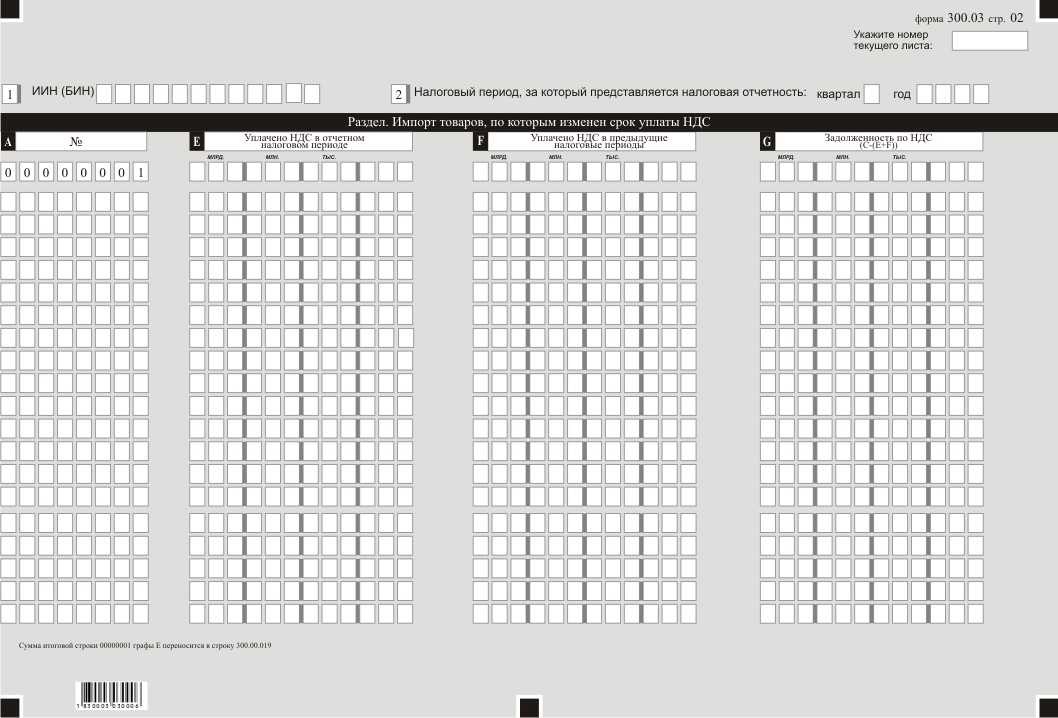 форма 300.03 стр. 02
Укажите номер
текущего листа:
1 ИИН (БИН) 2 Налоговый период, за который представляется налоговая отчетность: квартал год
Раздел. Импорт товаров, по которым изменен срок уплаты НДС
A № E Уплачено НДС в отчетном налоговом периоде F Уплачено НДС в предыдущие налоговые периоды G Задолженность по НДС (C-(E+F))
МЛРД. МЛН. ТЫС. МЛРД. МЛН. ТЫС. МЛРД. МЛН. ТЫС.
0 0 0 0 0 0 0 1
Сумма итоговой строки 00000001 графы E переносится в строку 300.00.019
1 830003 030006